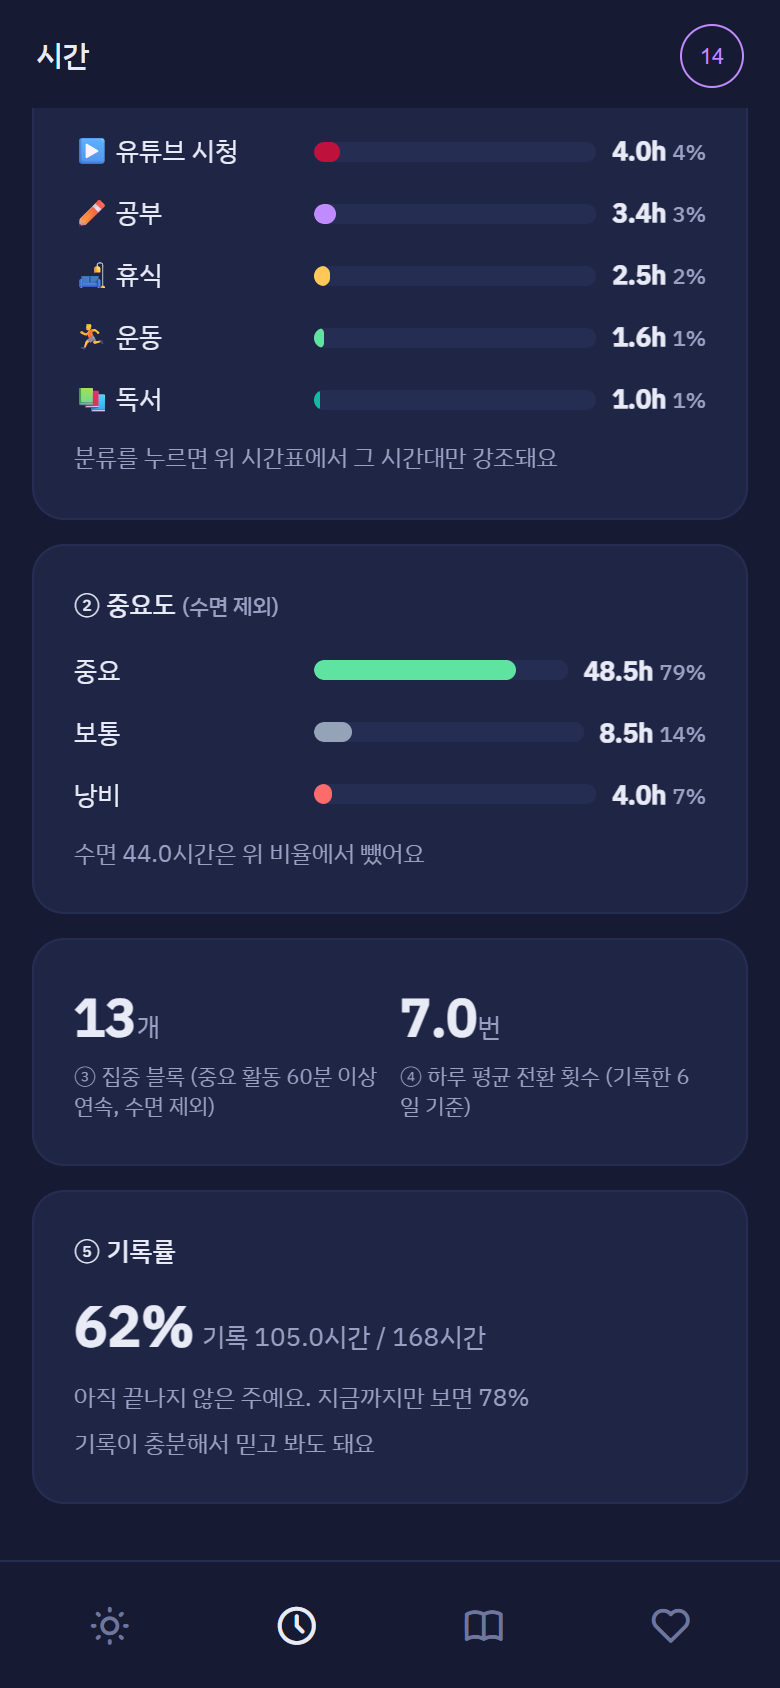 시간
14
유튜브 시청 4.0h 4%
공부 3.4h 3%
휴식 2.5h 2%
운동 1.6h 1%
독서 1.0h 1%
분류를 누르면 위 시간표에서 그 시간대만 강조돼요
② 중요도 (수면 제외)
중요 48.5h 79%
보통 8.5h 14%
낭비 4.0h 7%
수면 44.0시간은 위 비율에서 뺐어요
13개
③ 집중 블록 (중요 활동 60분 이상
연속, 수면 제외)
7.0번
④ 하루 평균 전환 횟수 (기록한 6
일 기준)
⑤ 기록률
62% 기록 105.0시간 / 168시간
아직 끝나지 않은 주예요. 지금까지만 보면 78%
기록이 충분해서 믿고 봐도 돼요